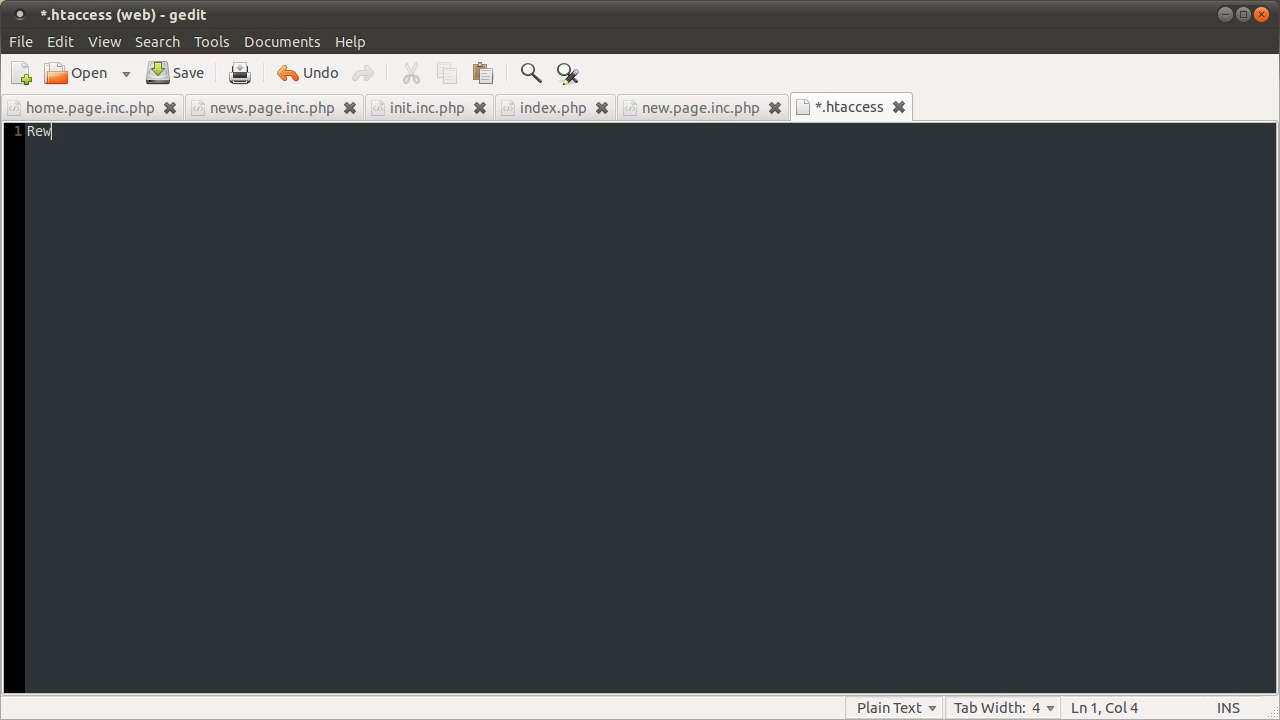 *.htaccess (web) - gedit
File Edit View Search Tools Documents Help
Open Save Undo
home.page.inc.php news.page.inc.php init.inc.php index.php new.page.inc.php *.htaccess
1 Rew
Plain Text Tab Width: 4 Ln 1, Col 4 INS